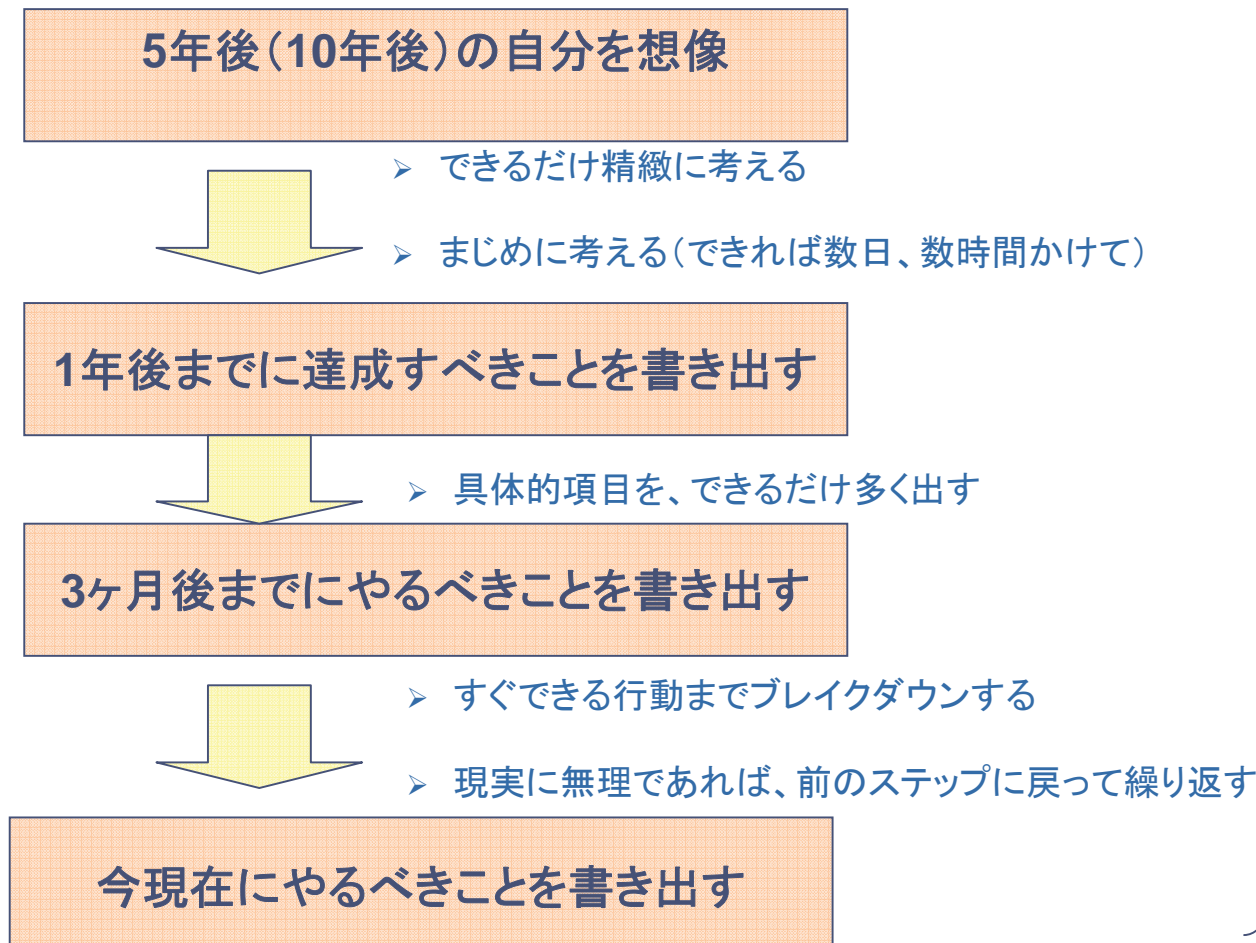 5年後（10年後）の自分を想像
➢ できるだけ精緻に考える
➢ まじめに考える（できれば数日、数時間かけて）
1年後までに達成すべきことを書き出す
➢ 具体的項目を、できるだけ多く出す
3ヶ月後までにやるべきことを書き出す
➢ すぐできる行動までブレイクダウンする
➢ 現実に無理であれば、前のステップに戻って繰り返す
今現在にやるべきことを書き出す